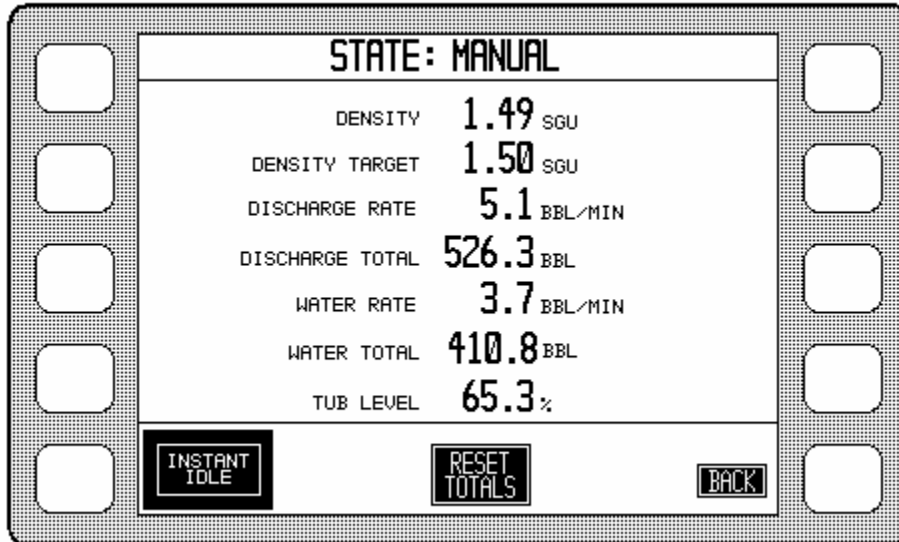 STATE: MANUAL
DENSITY 1.49 SGU
DENSITY TARGET 1.50 SGU
DISCHARGE RATE 5.1 BBL/MIN
DISCHARGE TOTAL 526.3 BBL
WATER RATE 3.7 BBL/MIN
WATER TOTAL 410.8 BBL
TUB LEVEL 65.3 %
INSTANT
IDLE
RESET
TOTALS
BACK